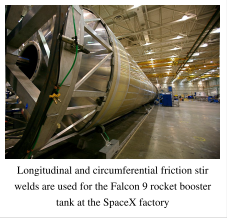 Longitudinal and circumferential friction stir
welds are used for the Falcon 9 rocket booster
tank at the SpaceX factory